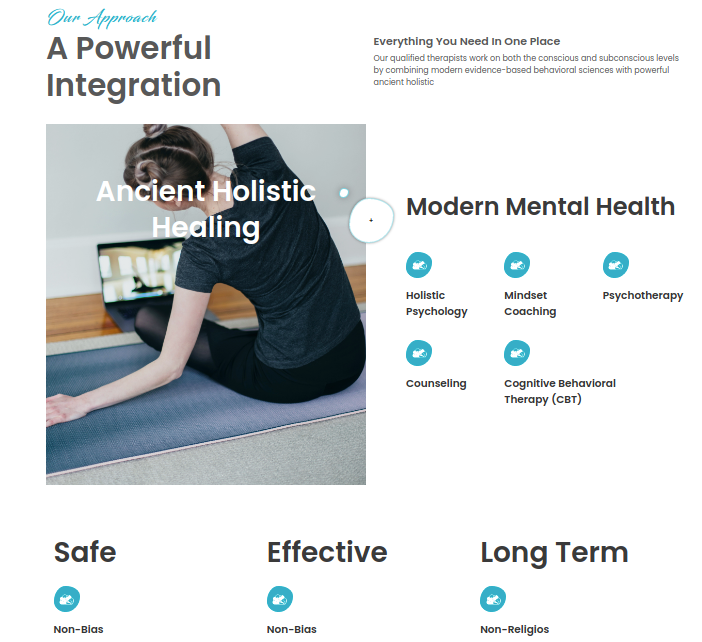 Our Approach
A Powerful
Integration
Everything You Need In One Place
Our qualified therapists work on both the conscious and subconscious levels
by combining modern evidence-based behavioral sciences with powerful
ancient holistic
Ancient Holistic
Healing
+
Modern Mental Health
Holistic
Psychology
Mindset
Coaching
Psychotherapy
Counseling
Cognitive Behavioral
Therapy (CBT)
Safe
Effective
Long Term
Non-Bias
Non-Bias
Non-Religios